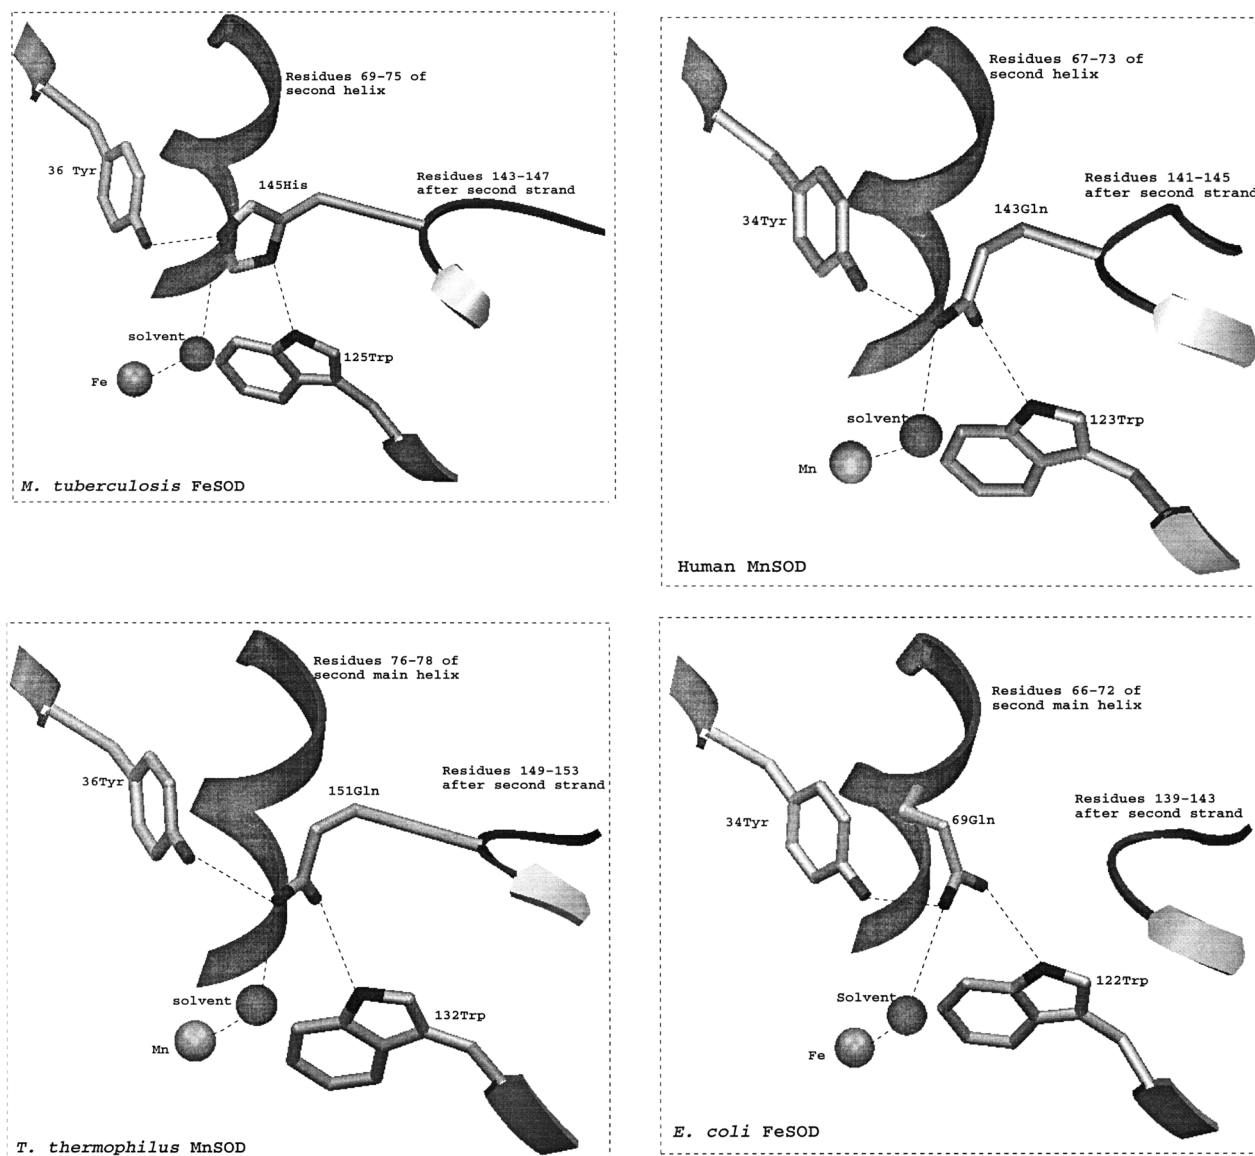 Residues 69-75 of
second helix
36 Tyr
145His
Residues 143-147
after second strand
solvent
125Trp
Fe
M. tuberculosis FeSOD
Residues 67-73 of
second helix
Residues 141-145
after second strand
34Tyr
143Gln
solvent
123Trp
Mn
Human MnSOD
Residues 76-78 of
second main helix
36Tyr
Residues 149-153
after second strand
151Gln
solvent
132Trp
Mn
T. thermophilus MnSOD
Residues 66-72 of
second main helix
Residues 139-143
after second strand
34Tyr
69Gln
122Trp
Solvent
Fe
E. coli FeSOD